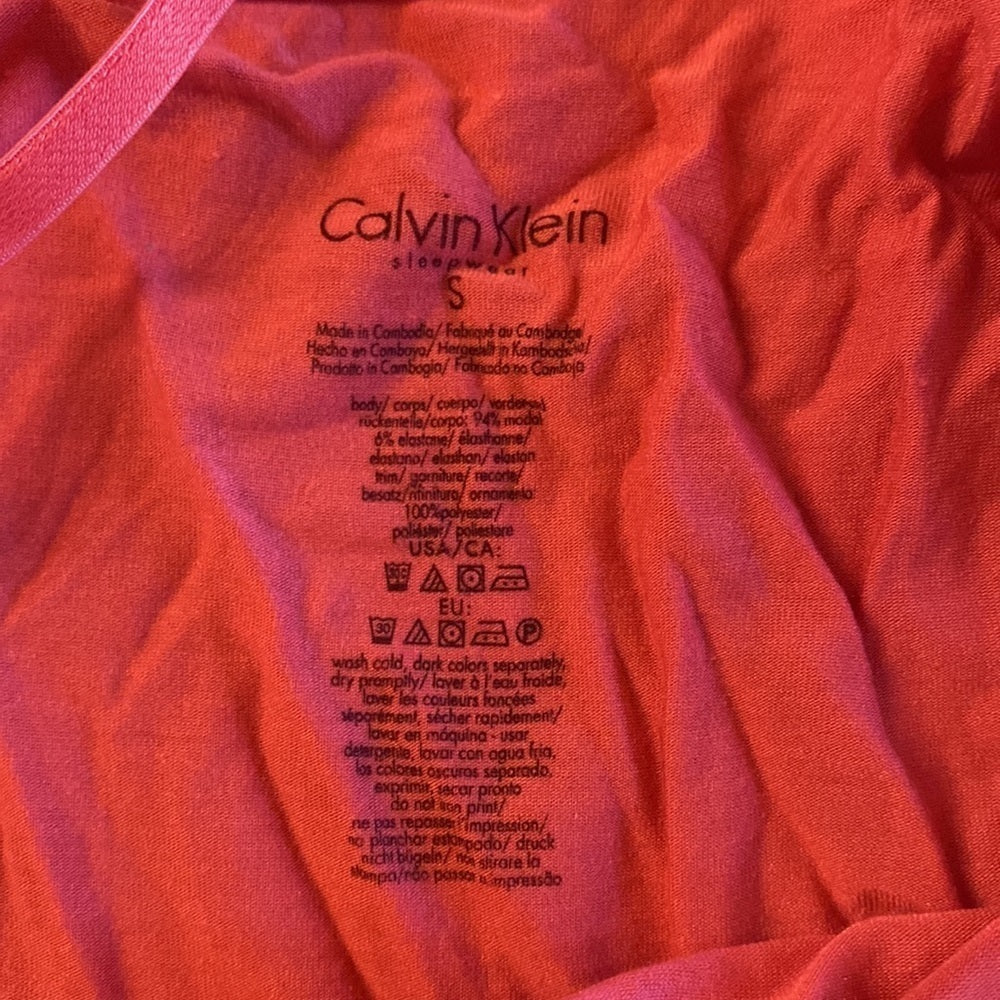 Calvin Klein
sleepwear
S
Made in Cambodia/ Fabriqué au Cambodge
Hecho en Camboya/ Hergestellt in Kambodscha/
Prodotto in Cambogia/ Fabricado no Camboja
body/ corps/ cuerpo/ vorder-und
rückenteile/corpo: 94% modal
6% elastane/ élasthanne/
elastano/ elasthan/ elastan
trim/ garniture/ recorte/
besatz/rifinitura/ ornamento:
100%polyester/
poliéster/ poliestere
USA/CA:
EU:
30
P
wash cold, dark colors separately,
dry promptly/ laver à l'eau froide,
laver les couleurs foncées
séparément, sécher rapidement/
lavar en máquina - usar
detergente, lavar con agua fria,
los colores oscuros separado,
exprimir, secar pronto
do not iron print/
ne pas repasser l'impression/
no planchar estampado/ druck
nicht bügeln/ non stirare la
stampa/não passar a impressão